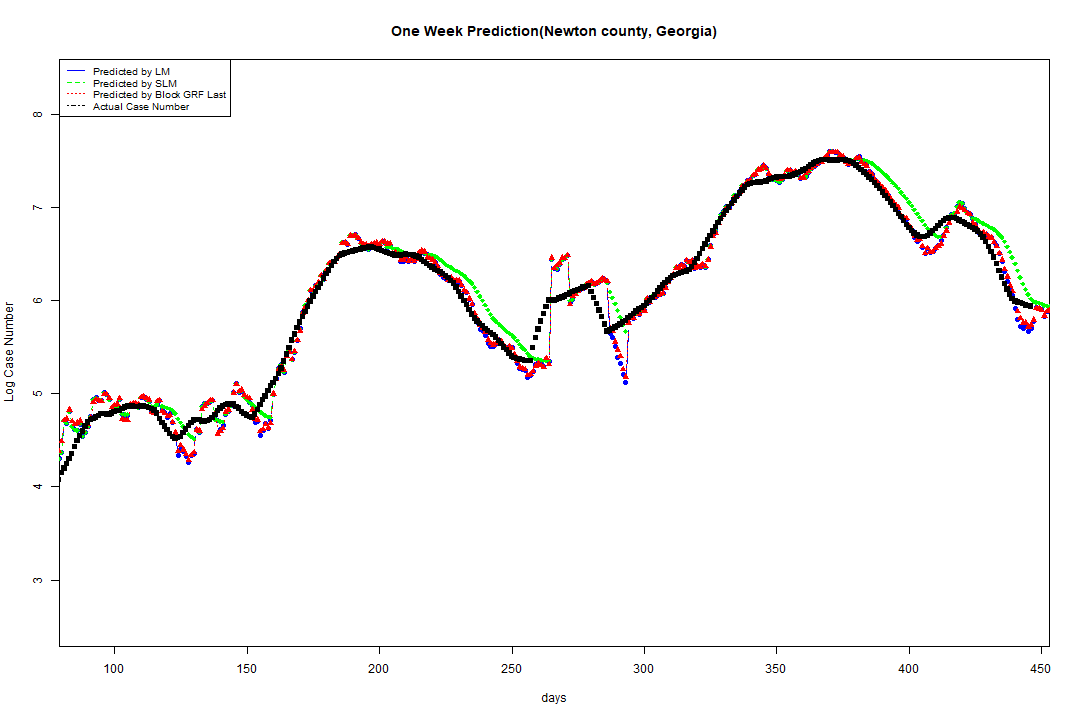 One Week Prediction(Newton county, Georgia)
Predicted by LM
Predicted by SLM
Predicted by Block GRF Last
Actual Case Number
Log Case Number
8
7
6
5
4
3
100 150 200 250 300 350 400 450
days